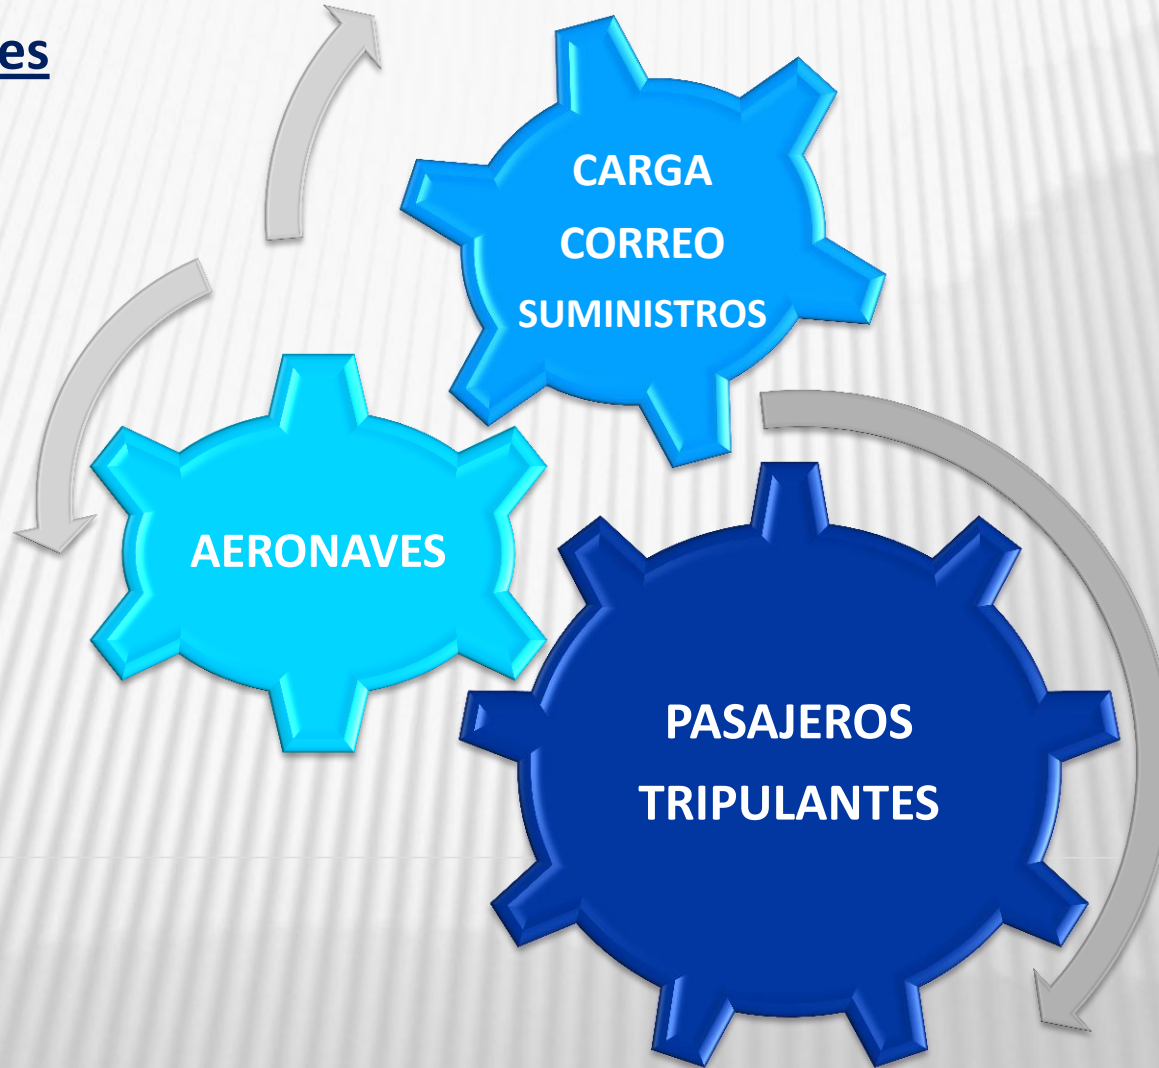 es
CARGA
CORREO
SUMINISTROS
AERONAVES
PASAJEROS
TRIPULANTES